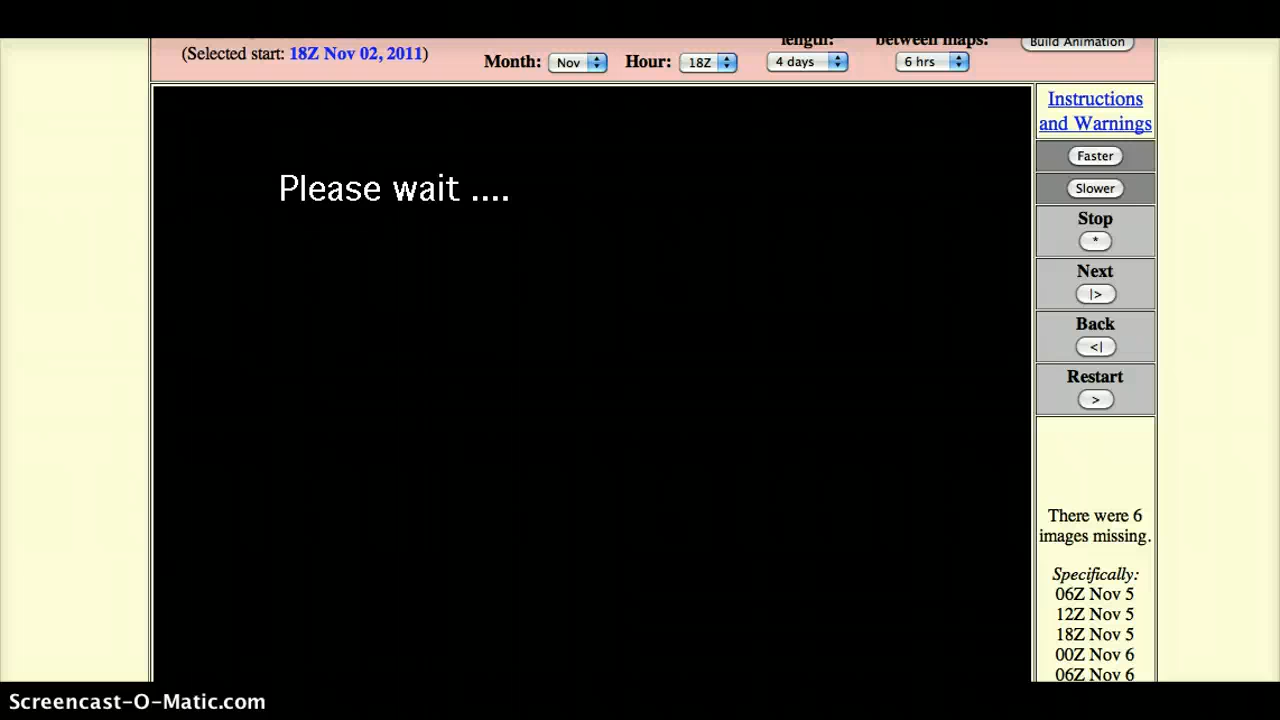 length:
between maps:
Build Animation
(Selected start: 18Z Nov 02, 2011)
Month: Nov Hour: 18Z 4 days 6 hrs
Instructions
and Warnings
Please wait ....
Faster
Slower
Stop
*
Next
|>
Back
<|
Restart
>
There were 6
images missing.
Specifically:
06Z Nov 5
12Z Nov 5
18Z Nov 5
00Z Nov 6
06Z Nov 6
Screencast-O-Matic.com